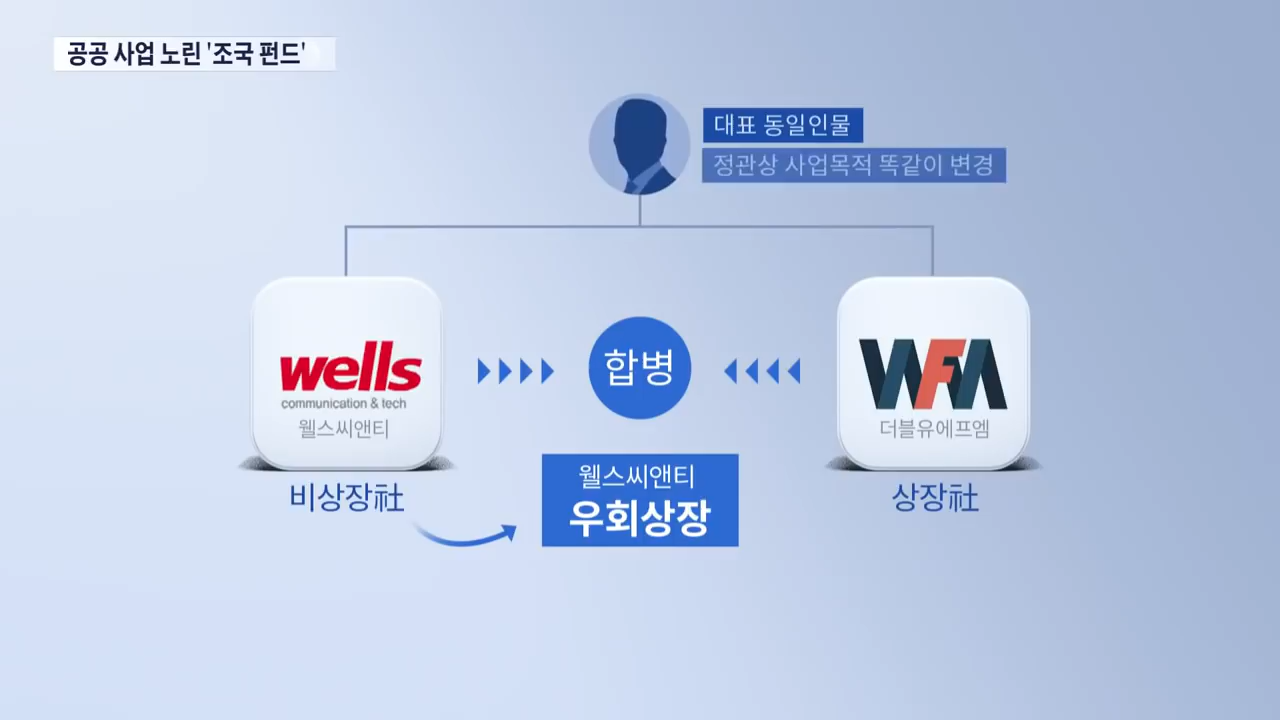 공공 사업 노린 '조국 펀드'
대표 동일인물
정관상 사업목적 똑같이 변경
wells
communication & tech
웰스씨앤티
합병
WFM
더블유에프엠
비상장社
웰스씨앤티
우회상장
상장社